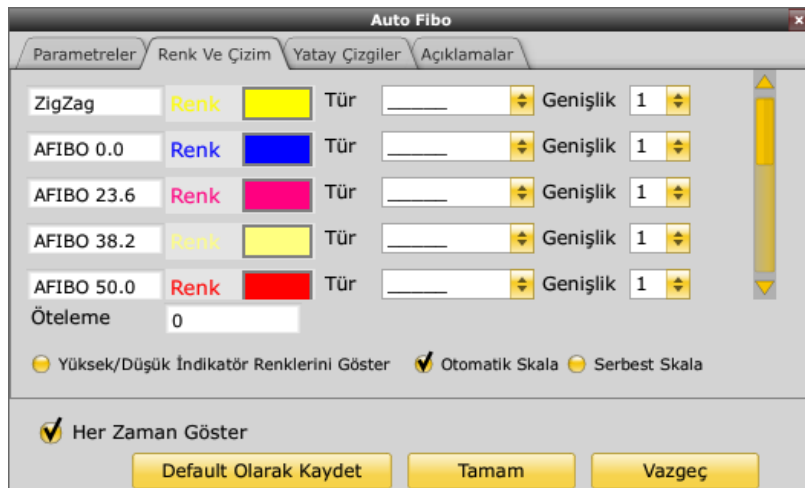 Auto Fibo
Parametreler Renk Ve Çizim Yatay Çizgiler Açıklamalar
ZigZag Renk Tür _____ Genişlik 1
AFIBO 0.0 Renk Tür _____ Genişlik 1
AFIBO 23.6 Renk Tür _____ Genişlik 1
AFIBO 38.2 Renk Tür _____ Genişlik 1
AFIBO 50.0 Renk Tür _____ Genişlik 1
Öteleme 0
Yüksek/Düşük İndikatör Renklerini Göster Otomatik Skala Serbest Skala
Her Zaman Göster
Default Olarak Kaydet Tamam Vazgeç